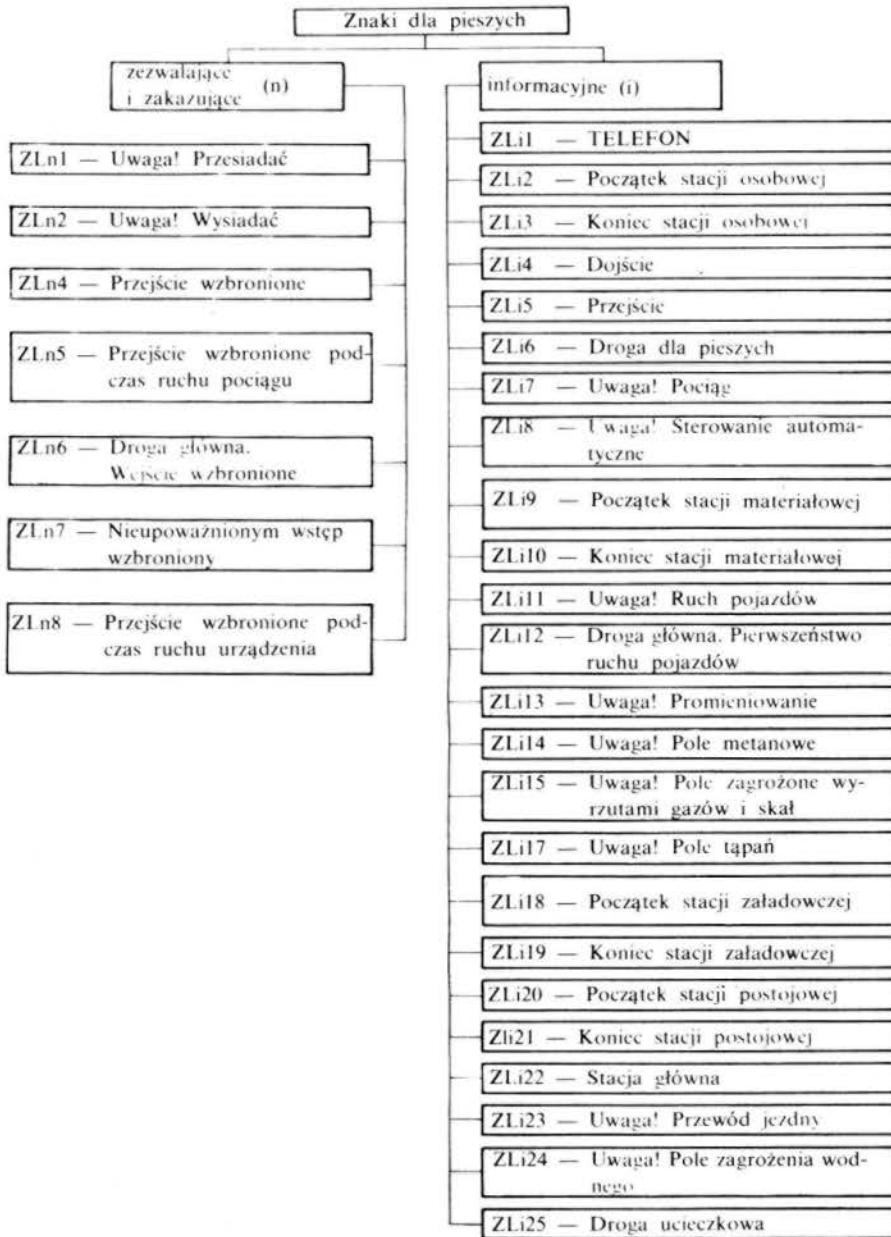 Znaki dla pieszych
zezwalające
i zakazujące (n)
ZLn1 — Uwaga! Przesiadać
ZLn2 — Uwaga! Wysiadać
ZLn4 — Przejście wzbronione
ZLn5 — Przejście wzbronione pod-
czas ruchu pociągu
ZLn6 — Droga główna.
Wejście wzbronione
ZLn7 — Nieupoważnionym wstęp
wzbroniony
ZLn8 — Przejście wzbronione pod-
czas ruchu urządzenia
informacyjne (i)
ZLi1 — TELEFON
ZLi2 — Początek stacji osobowej
ZLi3 — Koniec stacji osobowej
ZLi4 — Dojście
ZLi5 — Przejście
ZLi6 — Droga dla pieszych
ZLi7 — Uwaga! Pociąg
ZLi8 — Uwaga! Sterowanie automa-
tyczne
ZLi9 — Początek stacji materiałowej
ZLi10 — Koniec stacji materiałowej
ZLi11 — Uwaga! Ruch pojazdów
ZLi12 — Droga główna. Pierwszeństwo
ruchu pojazdów
ZLi13 — Uwaga! Promieniowanie
ZLi14 — Uwaga! Pole metanowe
ZLi15 — Uwaga! Pole zagrożone wy-
rzutami gazów i skał
ZLi17 — Uwaga! Pole tąpań
ZLi18 — Początek stacji załadowczej
ZLi19 — Koniec stacji załadowczej
ZLi20 — Początek stacji postojowej
Zli21 — Koniec stacji postojowej
ZLi22 — Stacja główna
ZLi23 — Uwaga! Przewód jezdny
ZLi24 — Uwaga! Pole zagrożenia wod-
nego
ZLi25 — Droga ucieczkowa